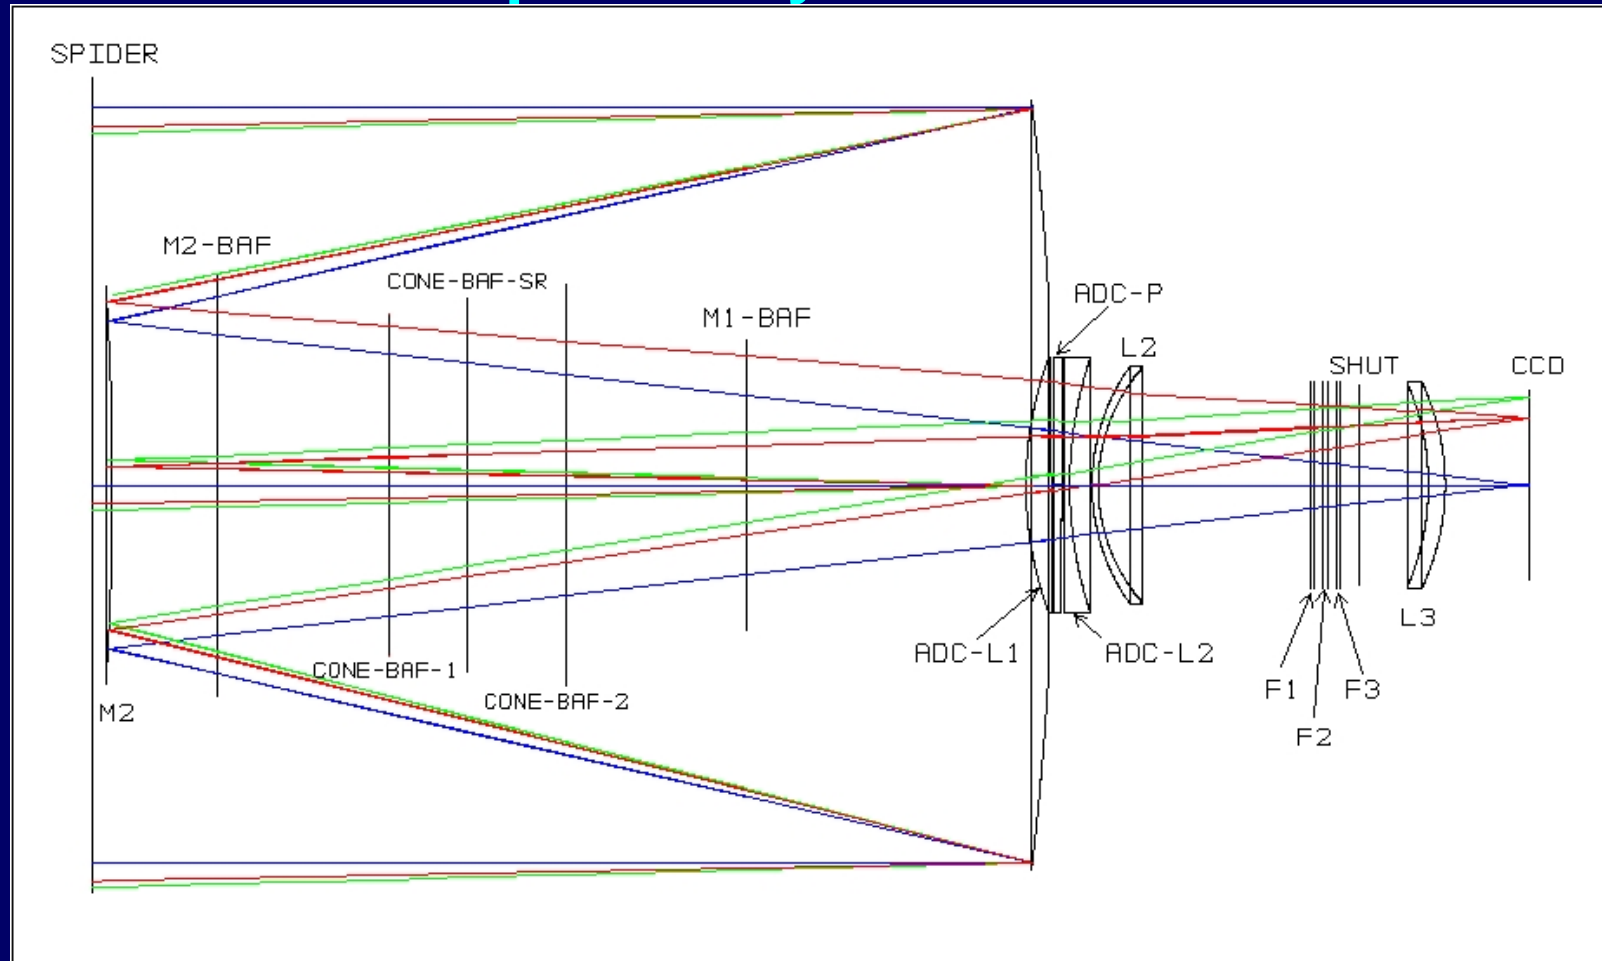 SPIDER
M2-BAF
CONE-BAF-SR
ADC-P
M1-BAF
L2
SHUT
CCD
L3
ADC-L1
ADC-L2
CONE-BAF-1
F1
F3
CONE-BAF-2
M2
F2